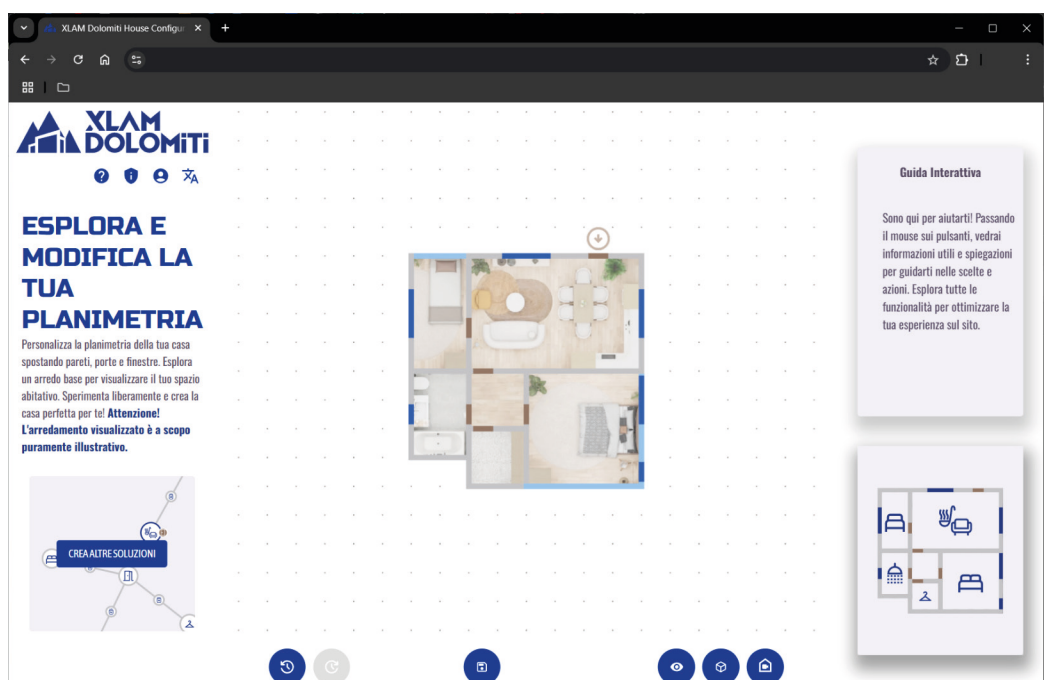 XLAM Dolomiti House Configu
XLAM
DOLOMiTi
ESPLORA E
MODIFICA LA
TUA
PLANIMETRIA
Personalizza la planimetria della tua casa
spostando pareti, porte e finestre. Esplora
un arredo base per visualizzare il tuo spazio
abitativo. Sperimenta liberamente e crea la
casa perfetta per te! Attenzione!
L'arredamento visualizzato è a scopo
puramente illustrativo.
CREA ALTRE SOLUZIONI
Guida Interattiva
Sono qui per aiutarti! Passando
il mouse sui pulsanti, vedrai
informazioni utili e spiegazioni
per guidarti nelle scelte e
azioni. Esplora tutte le
funzionalità per ottimizzare la
tua esperienza sul sito.